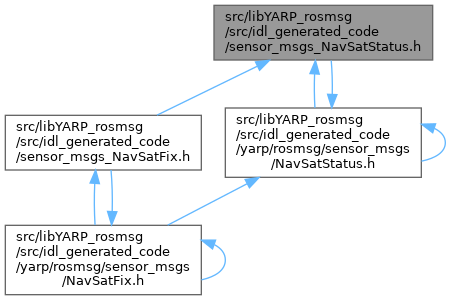 src/libYARP_rosmsg
/src/idl_generated_code
/sensor_msgs_NavSatStatus.h
src/libYARP_rosmsg
/src/idl_generated_code
/sensor_msgs_NavSatFix.h
src/libYARP_rosmsg
/src/idl_generated_code
/yarp/rosmsg/sensor_msgs
/NavSatStatus.h
src/libYARP_rosmsg
/src/idl_generated_code
/yarp/rosmsg/sensor_msgs
/NavSatFix.h